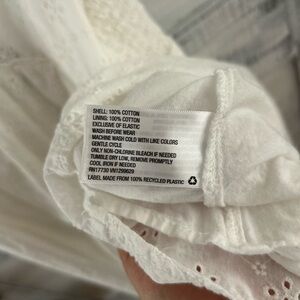 SHELL: 100% COTTON
LINING: 100% COTTON
EXCLUSIVE OF ELASTIC
WASH BEFORE WEAR
MACHINE WASH COLD WITH LIKE COLORS
GENTLE CYCLE
ONLY NON-CHLORINE BLEACH IF NEEDED
TUMBLE DRY LOW, REMOVE PROMPTLY
COOL IRON IF NEEDED
RN17730 VN1299629
LABEL MADE FROM 100% RECYCLED PLASTIC